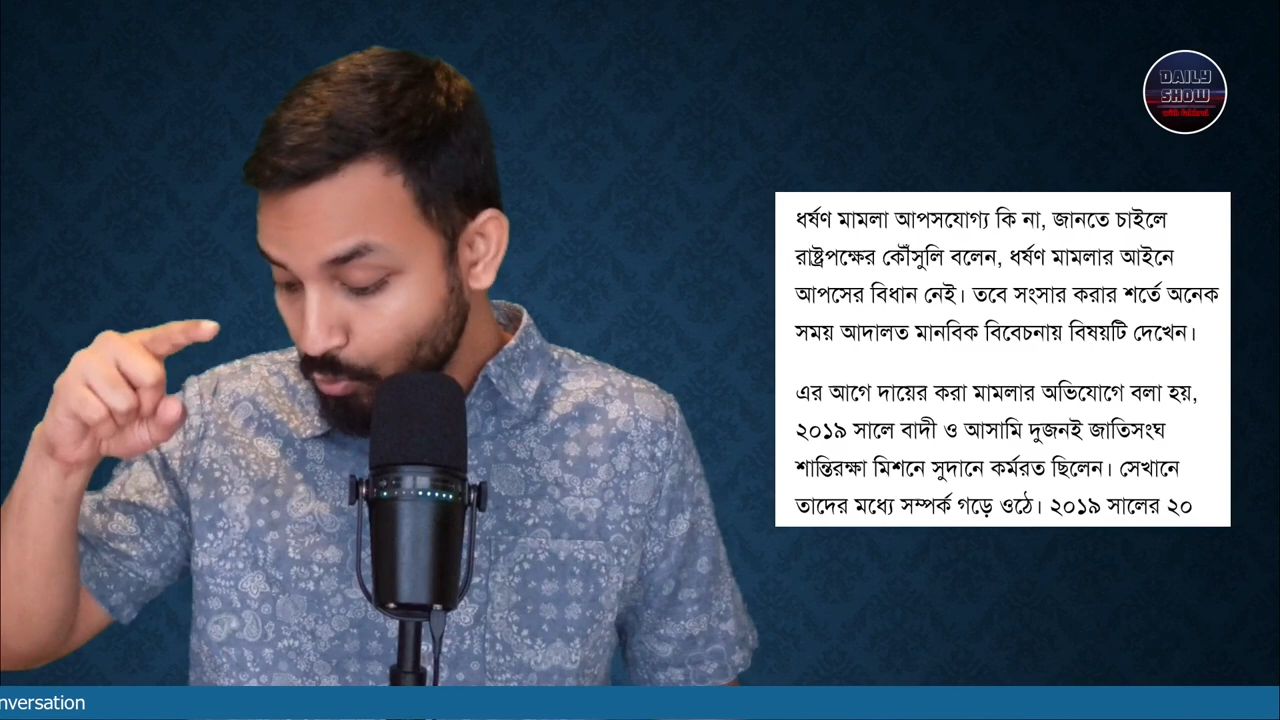 DAILY
SHOW
ধর্ষণ মামলা আপসযোগ্য কি না, জানতে চাইলে
রাষ্ট্রপক্ষের কৌঁসুলি বলেন, ধর্ষণ মামলার আইনে
আপসের বিধান নেই। তবে সংসার করার শর্তে অনেক
সময় আদালত মানবিক বিবেচনায় বিষয়টি দেখেন।
এর আগে দায়ের করা মামলার অভিযোগে বলা হয়,
২০১৯ সালে বাদী ও আসামি দুজনই জাতিসংঘ
শান্তিরক্ষা মিশনে সুদানে কর্মরত ছিলেন। সেখানে
তাদের মধ্যে সম্পর্ক গড়ে ওঠে। ২০১৯ সালের ২০
nversation